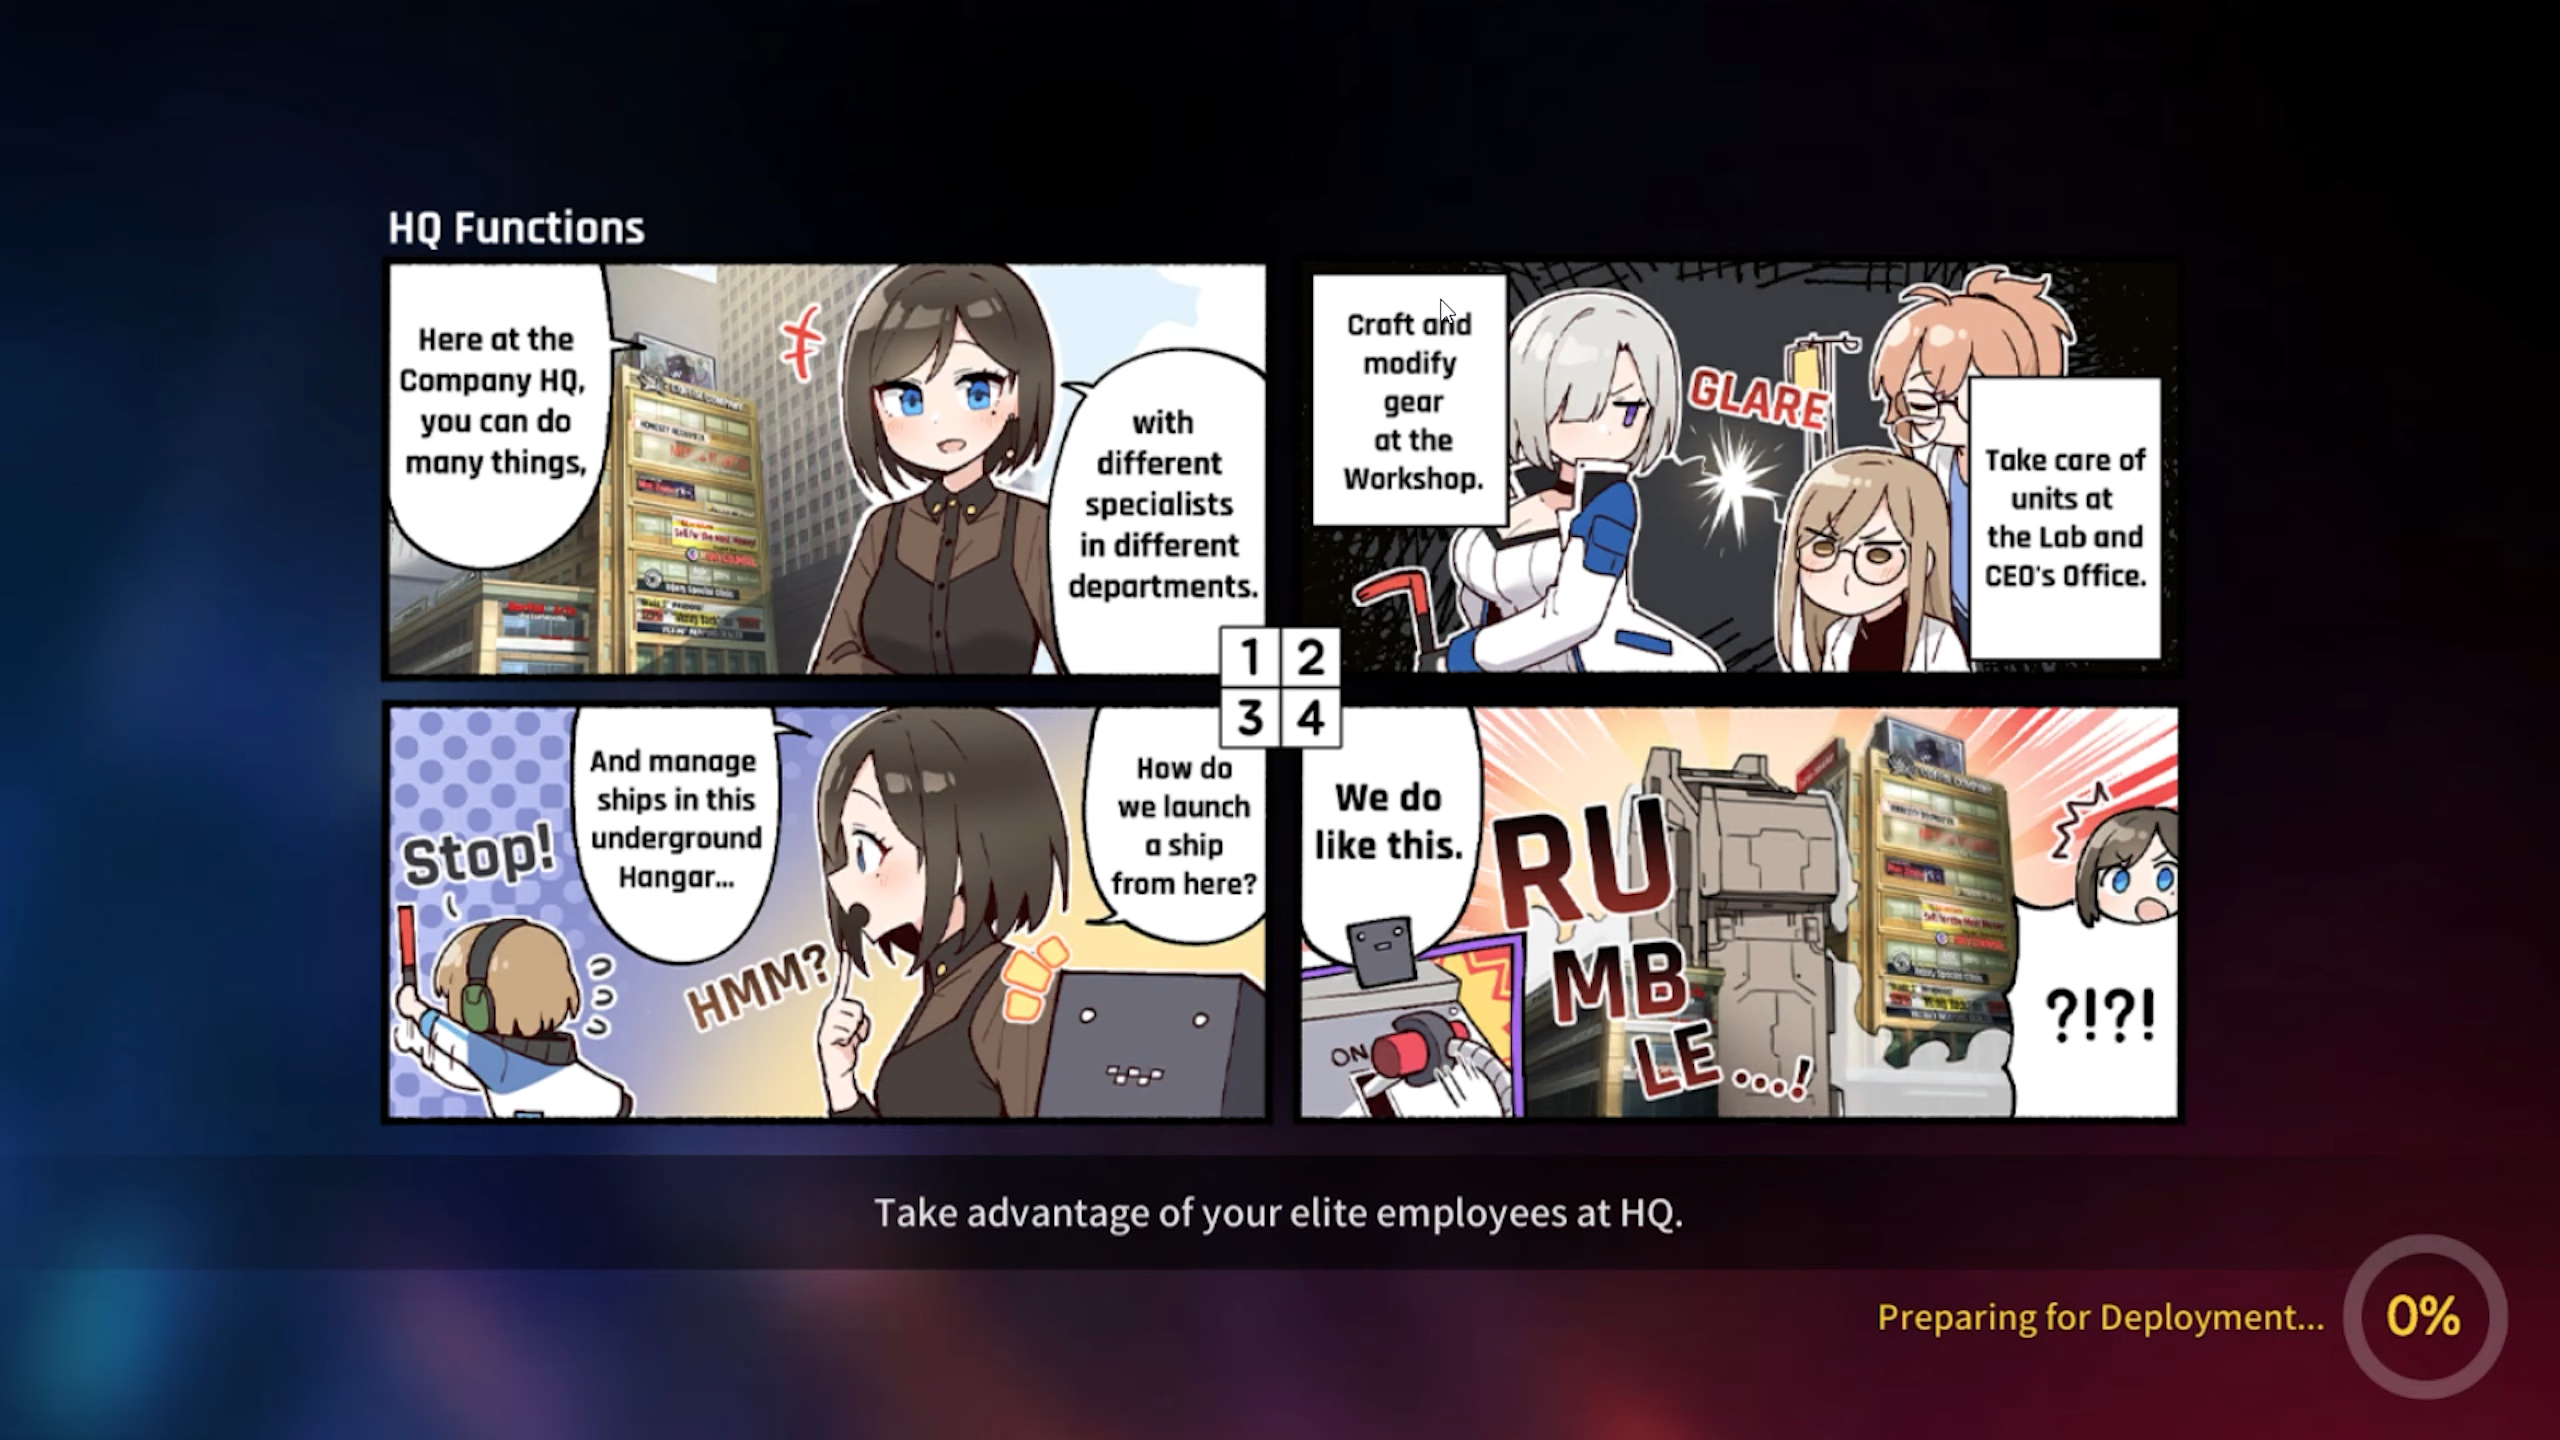 HQ Functions
Here at the
Company HQ,
you can do
many things,
with
different
specialists
in different
departments.
Craft and
modify
gear
at the
Workshop.
GLARE
Take care of
units at
the Lab and
CEO's Office.
1 2
3 4
Stop!
And manage
ships in this
underground
Hangar...
HMM?
How do
we launch
a ship
from here?
We do
like this.
ON
RU
MB
LE...!
?!?!
Take advantage of your elite employees at HQ.
Preparing for Deployment...
0%